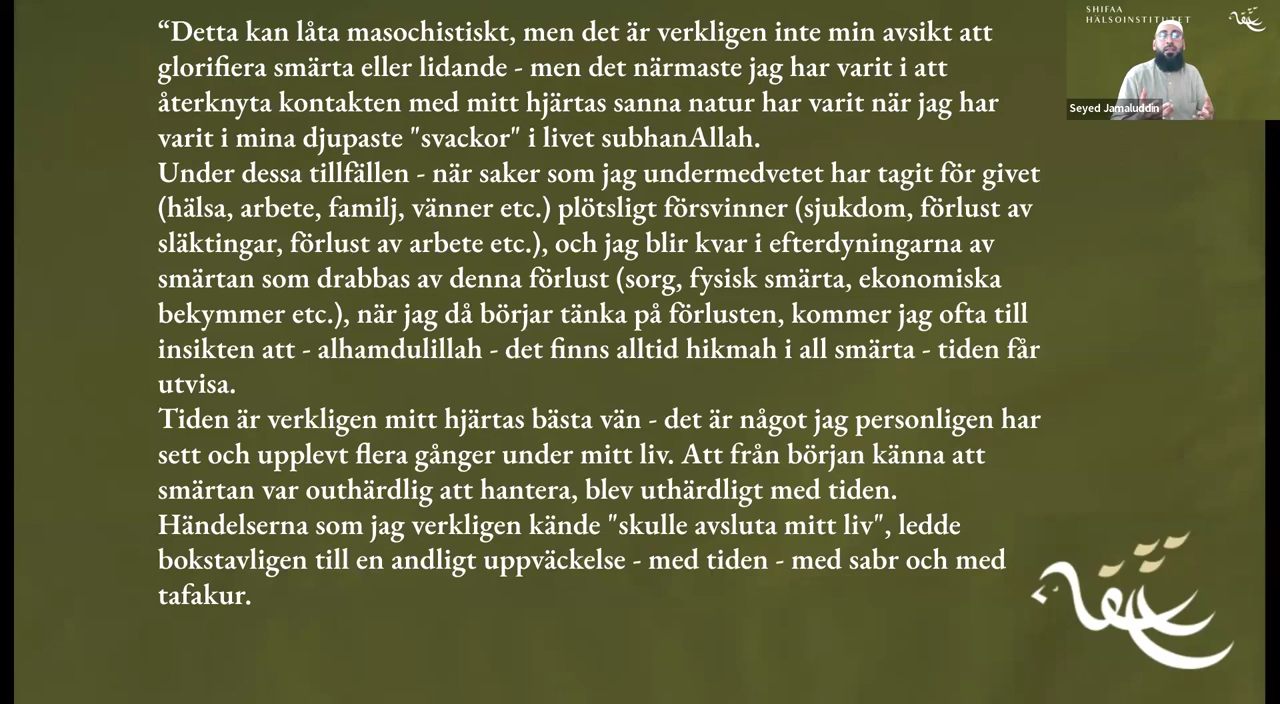 SHIFAA
HÄLSOINSTITUTET
Seyed Jamaluddin
“Detta kan låta masochistiskt, men det är verkligen inte min avsikt att
glorifiera smärta eller lidande - men det närmaste jag har varit i att
återknyta kontakten med mitt hjärtas sanna natur har varit när jag har
varit i mina djupaste "svackor" i livet subhanAllah.
Under dessa tillfällen - när saker som jag undermedvetet har tagit för givet
(hälsa, arbete, familj, vänner etc.) plötsligt försvinner (sjukdom, förlust av
släktingar, förlust av arbete etc.), och jag blir kvar i efterdyningarna av
smärtan som drabbas av denna förlust (sorg, fysisk smärta, ekonomiska
bekymmer etc.), när jag då börjar tänka på förlusten, kommer jag ofta till
insikten att - alhamdulillah - det finns alltid hikmah i all smärta - tiden får
utvisa.
Tiden är verkligen mitt hjärtas bästa vän - det är något jag personligen har
sett och upplevt flera gånger under mitt liv. Att från början känna att
smärtan var outhärdlig att hantera, blev uthärdligt med tiden.
Händelserna som jag verkligen kände "skulle avsluta mitt liv", ledde
bokstavligen till en andligt uppväckelse - med tiden - med sabr och med
tafakur.